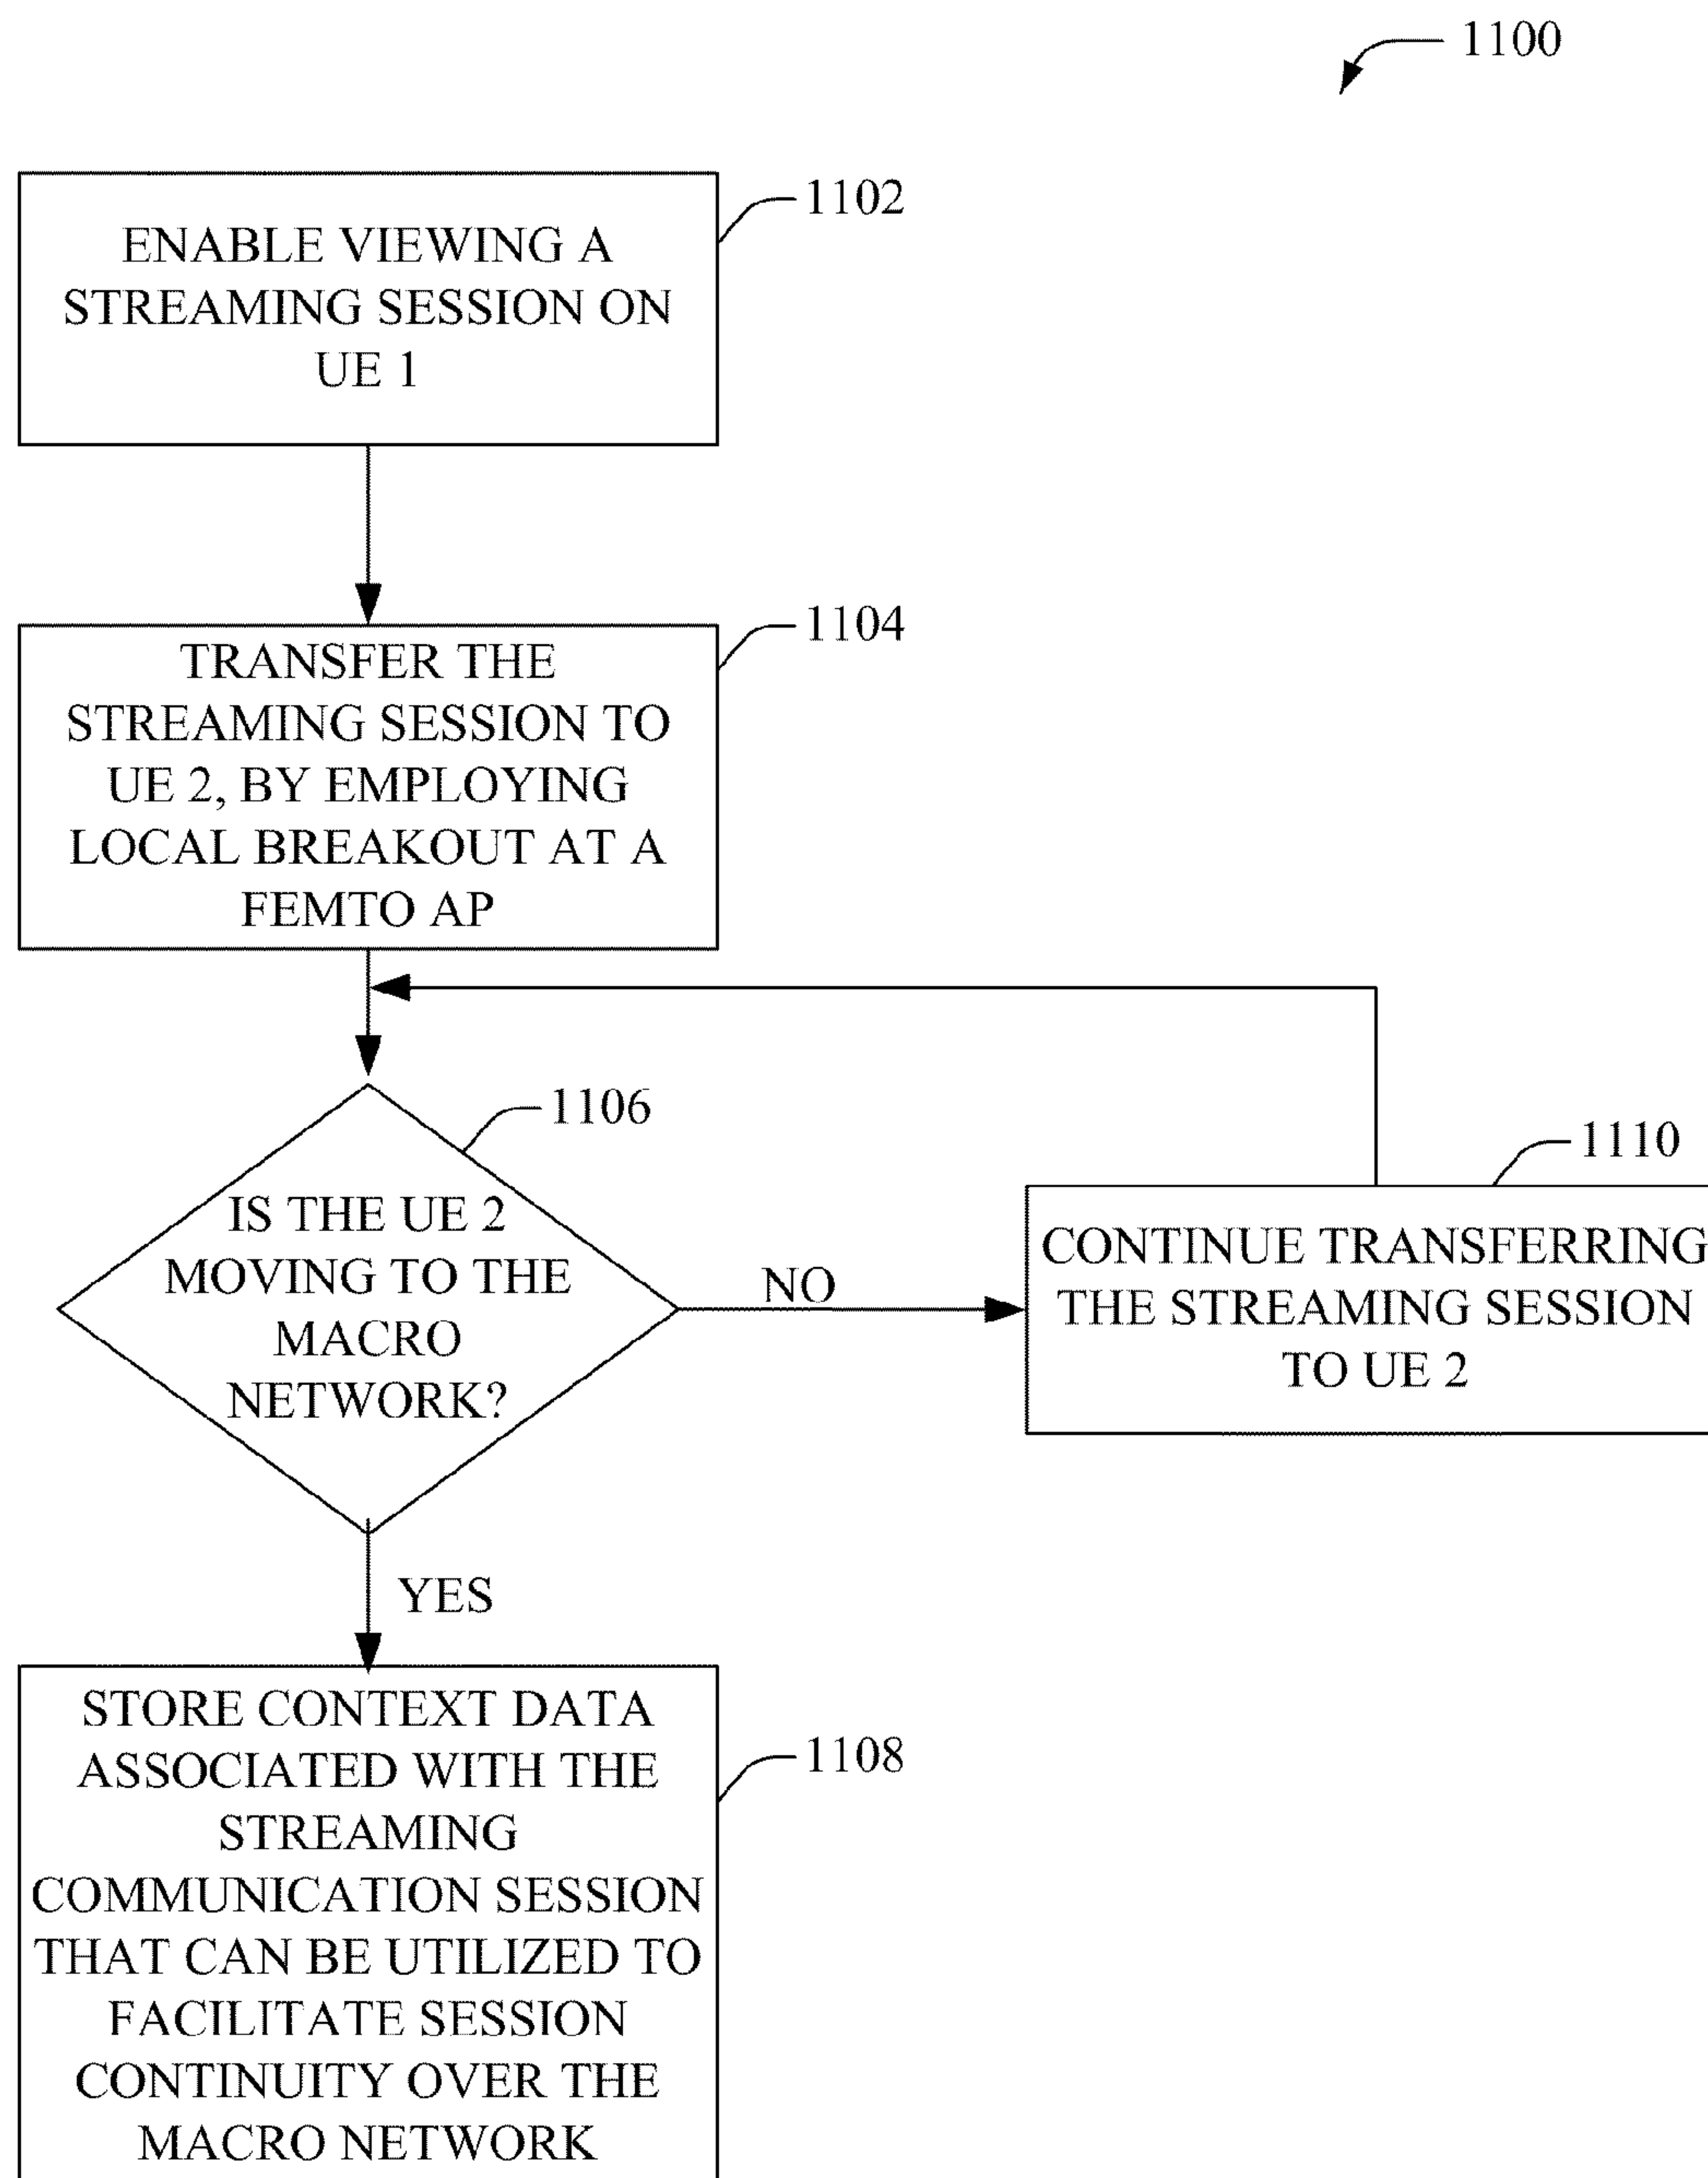 1100
1102
ENABLE VIEWING A
STREAMING SESSION ON
UE 1
1104
TRANSFER THE
STREAMING SESSION TO
UE 2, BY EMPLOYING
LOCAL BREAKOUT AT A
FEMTO AP
1106
IS THE UE 2
MOVING TO THE
MACRO
NETWORK?
NO
1110
CONTINUE TRANSFERRING
THE STREAMING SESSION
TO UE 2
YES
1108
STORE CONTEXT DATA
ASSOCIATED WITH THE
STREAMING
COMMUNICATION SESSION
THAT CAN BE UTILIZED TO
FACILITATE SESSION
CONTINUITY OVER THE
MACRO NETWORK